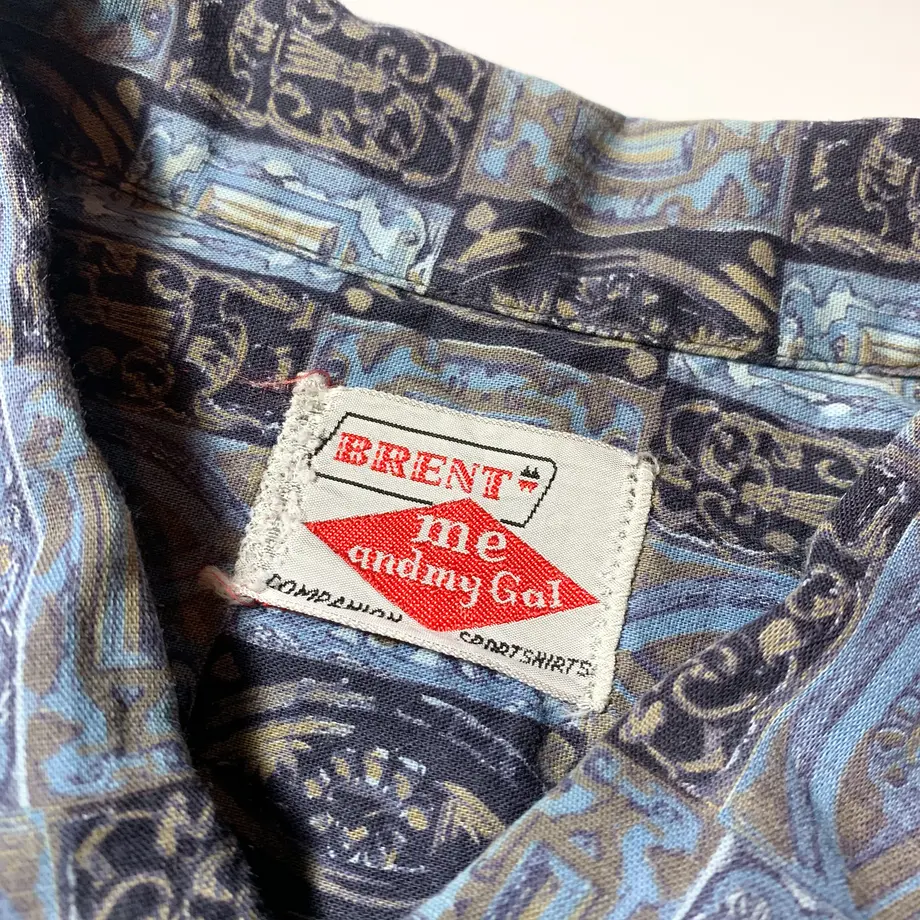 BRENT
me
and my Gal
COMPANION SPORTSHIRTS